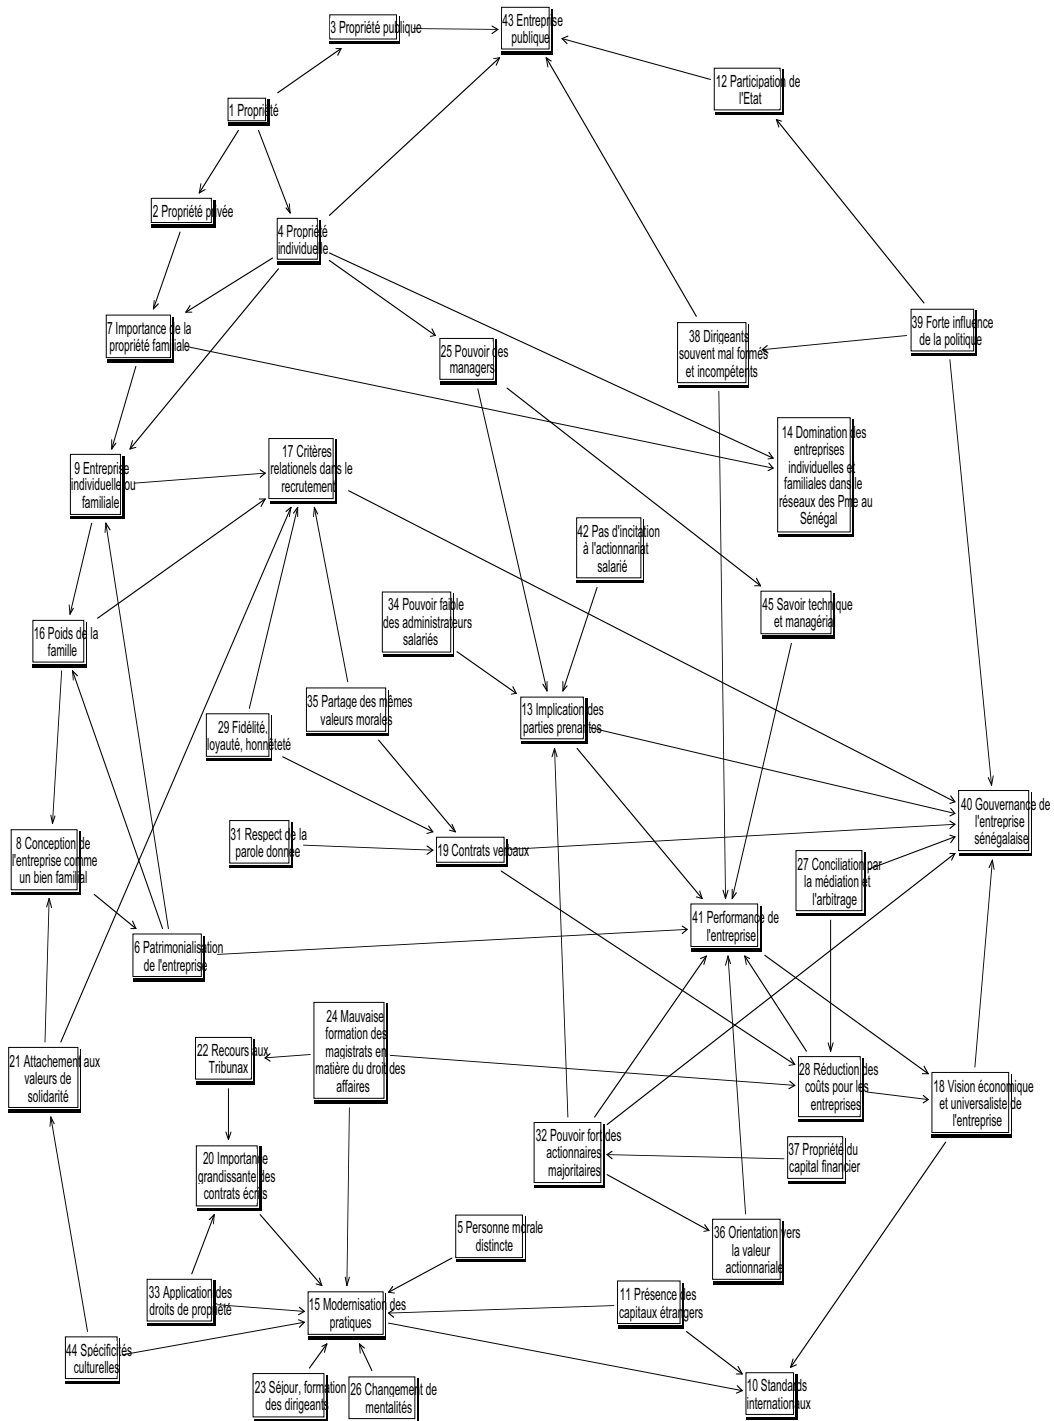 3 Propriété publique
43 Entreprise
publique
12 Participation de
l'Etat
1 Propriété
2 Propriété privée
4 Propriété
individuelle
7 Importance de la
propriété familiale
25 Pouvoir des
managers
38 Dirigeants
souvent mal formés
et incompétents
39 Forte influence
de la politique
14 Domination des
entreprises
individuelles et
familiales dans le
réseaux des Pme au
Sénégal
9 Entreprise
individuelle ou
familiale
17 Critères
relationels dans le
recrutement
42 Pas d'incitation
à l'actionnariat
salarié
34 Pouvoir faible
des administrateurs
salariés
45 Savoir technique
et managérial
16 Poids de la
famille
29 Fidélité,
loyauté, honnêteté
35 Partage des mêmes
valeurs morales
13 Implication des
parties prenantes
40 Gouvernance de
l'entreprise
sénégalaise
8 Conception de
l'entreprise comme
un bien familial
31 Respect de la
parole donnée
19 Contrats verbaux
27 Conciliation par
la médiation et
l'arbitrage
6 Patrimonialisation
de l'entreprise
41 Performance de
l'entreprise
21 Attachement aux
valeurs de
solidarité
22 Recours aux
Tribunax
24 Mauvaise
formation des
magistrats en
matière du droit des
affaires
28 Réduction des
coûts pour les
entreprises
18 Vision économique
et universaliste de
l'entreprise
20 Importance
grandissante des
contrats écrits
32 Pouvoir fort des
actionnaires
majoritaires
37 Propriété du
capital financier
5 Personne morale
distincte
36 Orientation vers
la valeur
actionnariale
33 Application des
droits de propriété
15 Modernisation des
pratiques
11 Présence des
capitaux étrangers
44 Spécificités
culturelles
23 Séjour, formation
des dirigeants
26 Changement de
mentalités
10 Standards
internationaux